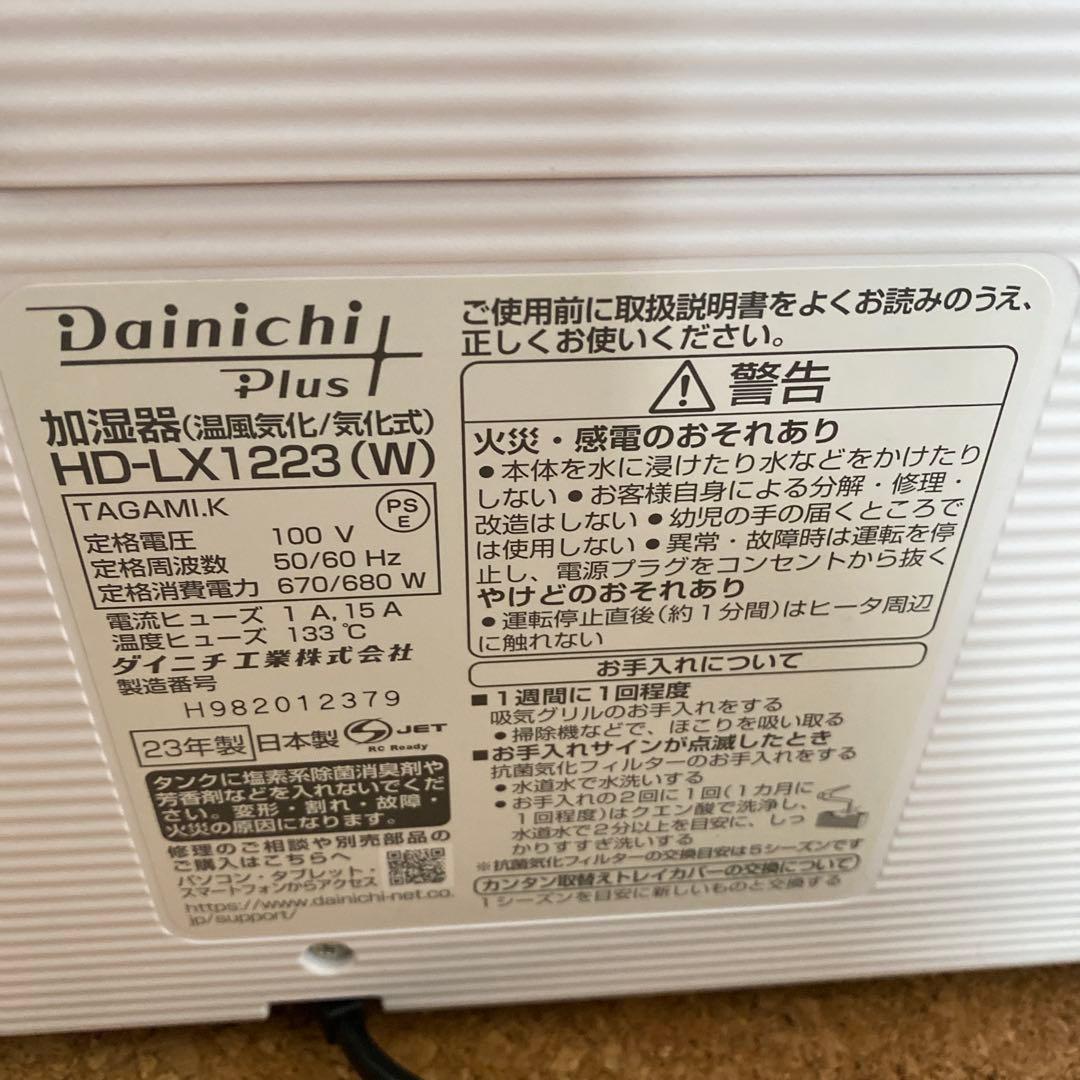 Dainichi
Plus
加湿器(温風気化/気化式)
HD-LX1223(W)
TAGAMI.K
PS
E
定格電圧 100 V
定格周波数 50/60 Hz
定格消費電力 670/680 W
電流ヒューズ 1 A,15 A
温度ヒューズ 133℃
ダイニチ工業株式会社
製造番号
H982012379
23年製 日本製 JET
RC Ready
タンクに塩素系除菌消臭剤や
芳香剤などを入れないでくだ
さい。変形・割れ・故障・
火災の原因になります。
修理のご相談や別売部品の
ご購入はこちらへ
パソコン・タブレット・
スマートフォンからアクセス
https://www.dainichi-net.co.
jp/support/
ご使用前に取扱説明書をよくお読みのうえ、
正しくお使いください。
警告
火災・感電のおそれあり
●本体を水に浸けたり水などをかけたり
しない ●お客様自身による分解・修理・
改造はしない ●幼児の手の届くところで
は使用しない ●異常・故障時は運転を停
止し、電源プラグをコンセントから抜く
やけどのおそれあり
●運転停止直後(約1分間)はヒータ周辺
に触れない
お手入れについて
■1週間に1回程度
吸気グリルのお手入れをする
●掃除機などで、ほこりを吸い取る
■お手入れサインが点滅したとき
抗菌気化フィルターのお手入れをする
●水道水で水洗いする
●お手入れの2回に1回(1カ月に
1回程度)はクエン酸で洗浄し、
水道水で2分以上を目安に、しっ
かりすすぎ洗いする
※抗菌気化フィルターの交換目安は5シーズンです
カンタン取替えトレイカバーの交換について
1シーズンを目安に新しいものと交換する